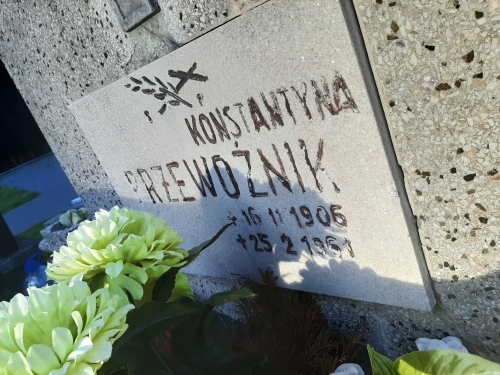 KONSTANTYNA
PRZEWOŹNIK
* 16 11 1906
+ 25 2 1961